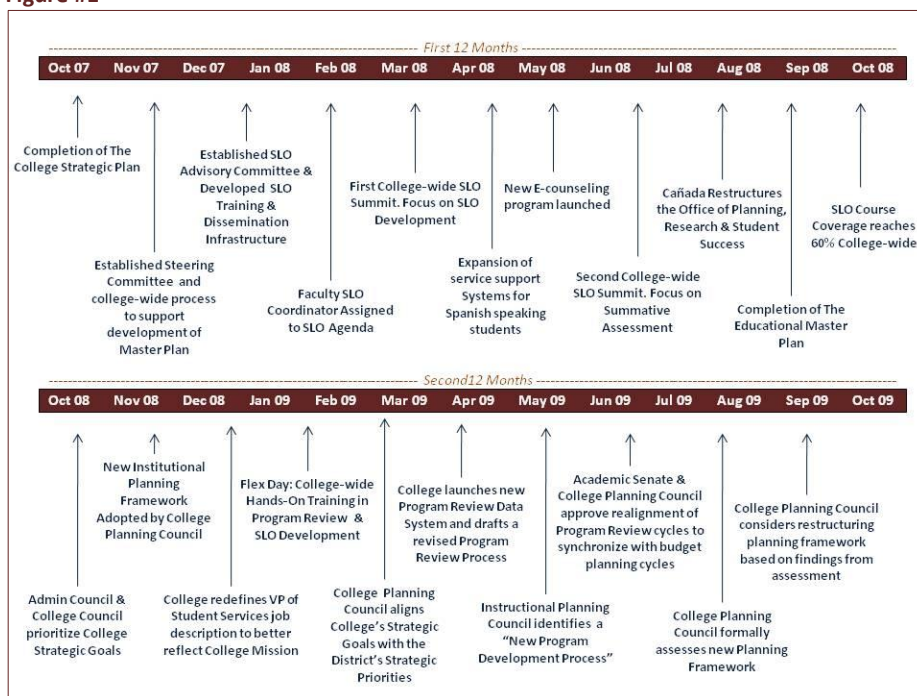 First 12 Months
Oct 07 Nov 07 Dec 07 Jan 08 Feb 08 Mar 08 Apr 08 May 08 Jun 08 Jul 08 Aug 08 Sep 08 Oct 08
Completion of The
College Strategic Plan
Established Steering
Committee and
college-wide process
to support
development of
Master Plan
Established SLO
Advisory Committee &
Developed SLO
Training &
Dissemination
Infrastructure
Faculty SLO
Coordinator Assigned
to SLO Agenda
First College-wide SLO
Summit. Focus on SLO
Development
Expansion of
service support
Systems for
Spanish speaking
students
New E-counseling
program launched
Second College-wide
SLO Summit. Focus on
Summative
Assessment
Cañada Restructures
the Office of Planning,
Research & Student
Success
Completion of The
Educational Master
Plan
SLO Course
Coverage reaches
60% College-wide
Second12 Months
Oct 08 Nov 08 Dec 08 Jan 09 Feb 09 Mar 09 Apr 09 May 09 Jun 09 Jul 09 Aug 09 Sep 09 Oct 09
Admin Council &
College Council
prioritize College
Strategic Goals
New Institutional
Planning
Framework
Adopted by College
Planning Council
College redefines VP of
Student Services job
description to better
reflect College Mission
Flex Day: College-wide
Hands-On Training in
Program Review &
SLO Development
College Planning
Council aligns
College's Strategic
Goals with the
District's Strategic
Priorities
College launches new
Program Review Data
System and drafts a
revised Program
Review Process
Instructional Planning
Council identifies a
"New Program
Development Process"
Academic Senate &
College Planning Council
approve realignment of
Program Review cycles to
synchronize with budget
planning cycles
College Planning
Council formally
assesses new Planning
Framework
College Planning Council
considers restructuring
planning framework
based on findings from
assessment